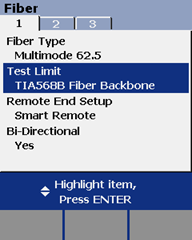 Fiber
1 2 3
Fiber Type
Multimode 62.5
Test Limit
TIA568B Fiber Backbone
Remote End Setup
Smart Remote
Bi-Directional
Yes
Highlight item,
Press ENTER